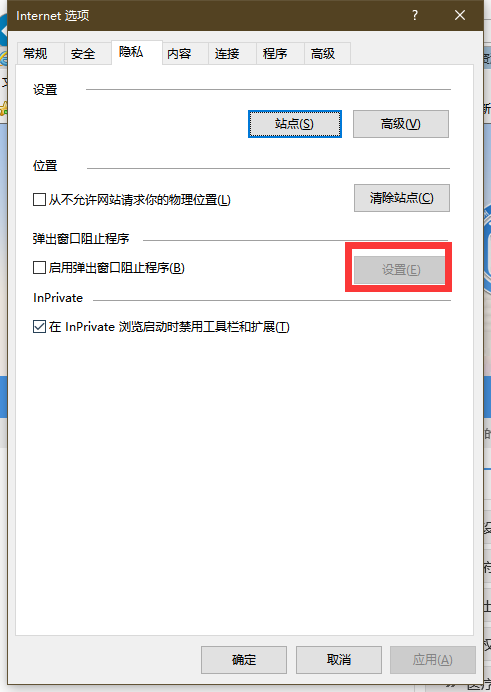 Internet 选项
常规 安全 隐私 内容 连接 程序 高级
设置
站点(S) 高级(V)
位置
从不允许网站请求你的物理位置(L) 清除站点(C)
弹出窗口阻止程序
启用弹出窗口阻止程序(B) 设置(E)
InPrivate
在 InPrivate 浏览启动时禁用工具栏和扩展(T)
确定 取消 应用(A)
医疗